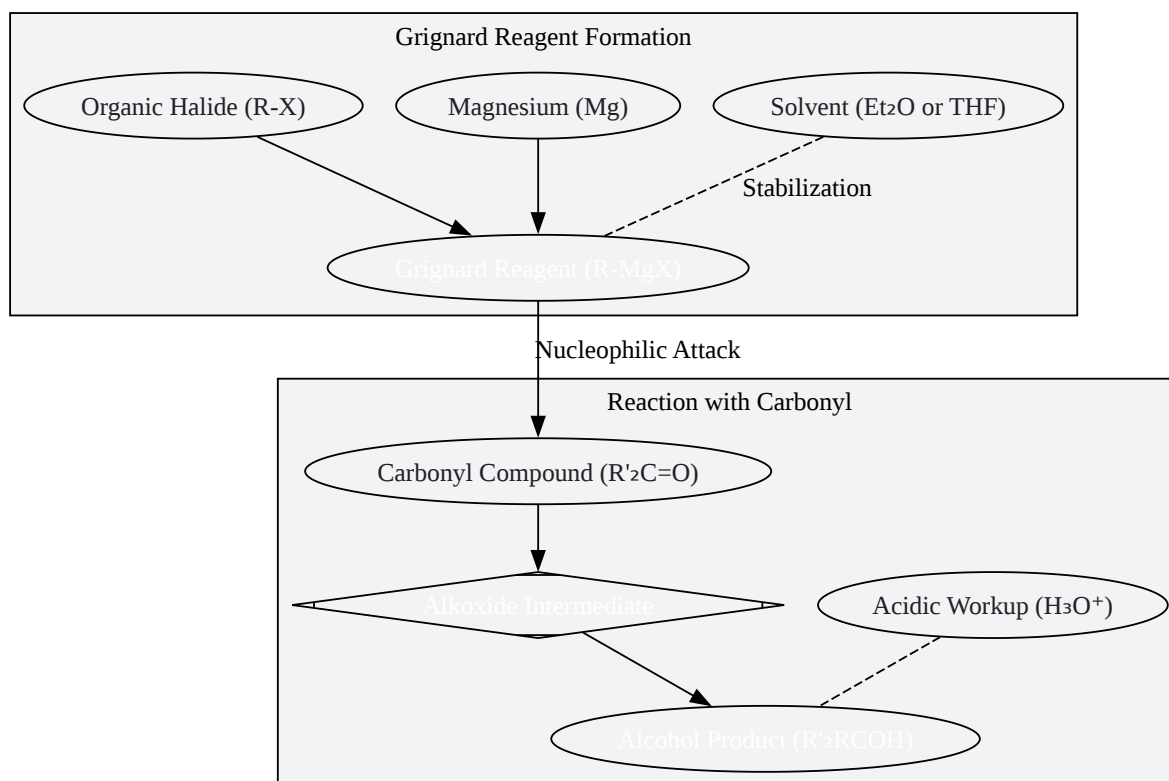 Grignard Reagent Formation
Organic Halide (R-X)
Magnesium (Mg)
Solvent (Et₂O or THF)
Stabilization
Grignard Reagent (R-MgX)
Nucleophilic Attack
Reaction with Carbonyl
Carbonyl Compound (R'₂C=O)
Alkoxide Intermediate
Acidic Workup (H₃O⁺)
Alcohol Product (R'₂RCOH)